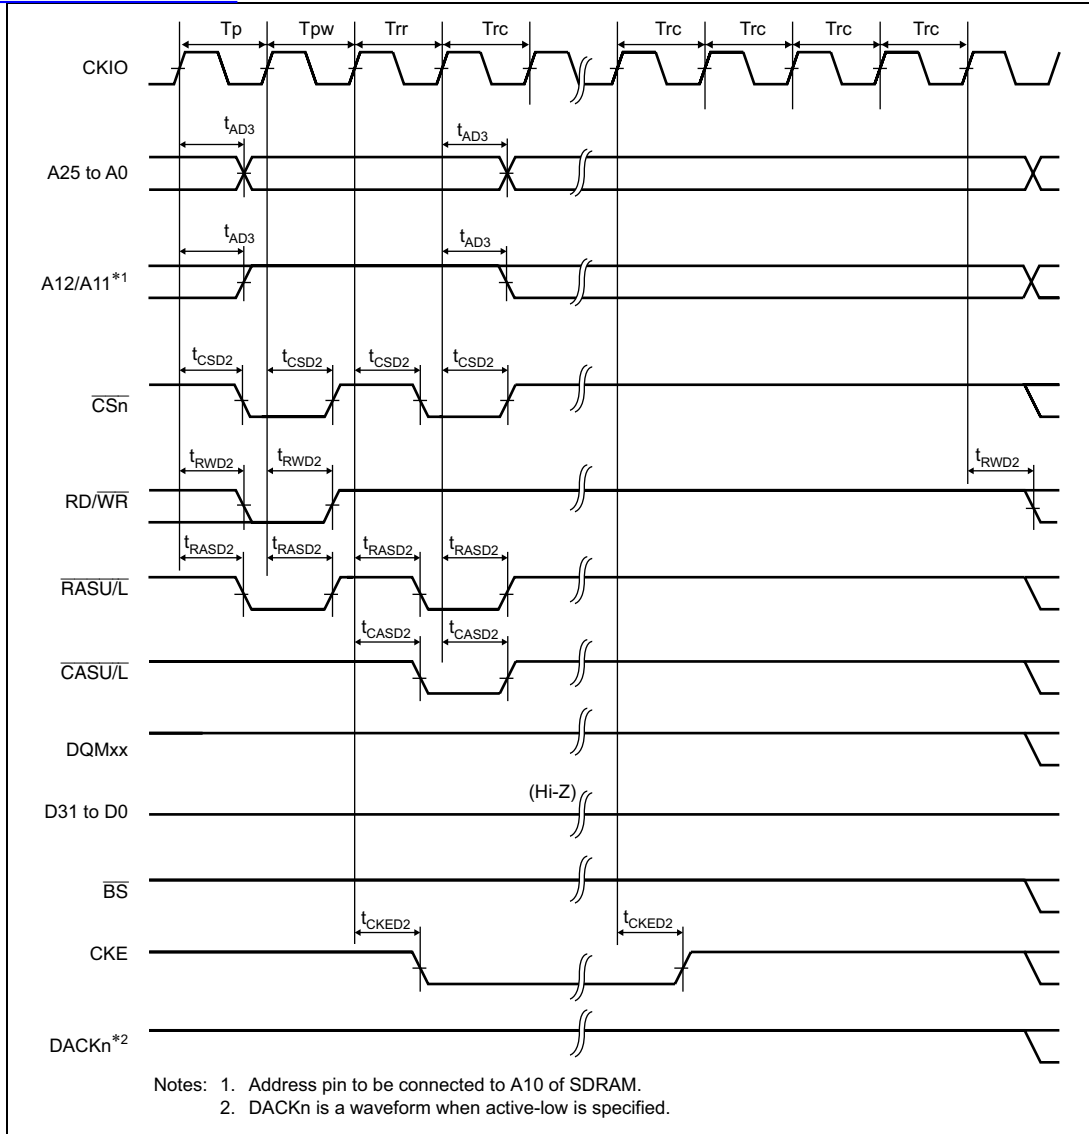 Tp Tpw Trr Trc Trc Trc Trc Trc
CKIO
tAD3 tAD3
A25 to A0
tAD3 tAD3
A12/A11*1
tCSD2 tCSD2 tCSD2 tCSD2
CSn
tRWD2 tRWD2 tRWD2
RD/WR
tRASD2 tRASD2 tRASD2 tRASD2
RASU/L
tCASD2 tCASD2
CASU/L
DQMxx
(Hi-Z)
D31 to D0
BS
tCKED2 tCKED2
CKE
DACKn*2
Notes: 1. Address pin to be connected to A10 of SDRAM.
2. DACKn is a waveform when active-low is specified.